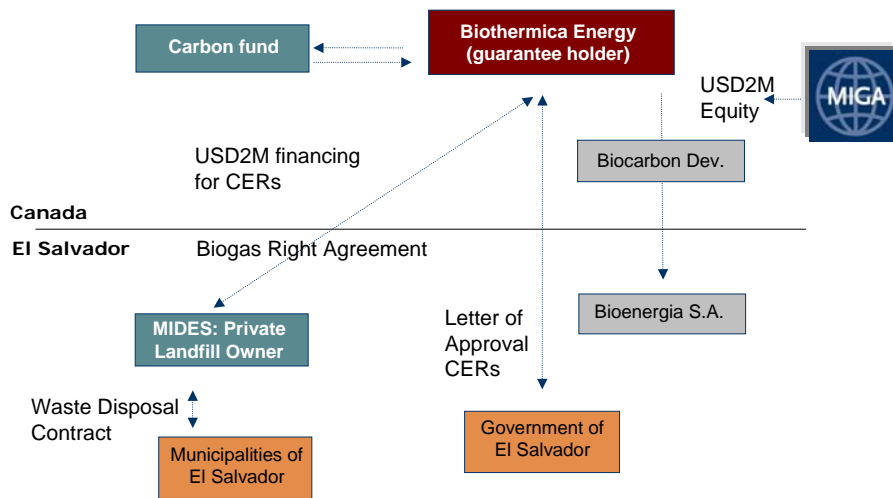 Carbon fund
Biothermica Energy
(guarantee holder)
USD2M
Equity
MIGA
USD2M financing
for CERs
Biocarbon Dev.
Canada
El Salvador
Biogas Right Agreement
Bioenergia S.A.
MIDES: Private
Landfill Owner
Letter of
Approval
CERs
Waste Disposal
Contract
Municipalities of
El Salvador
Government of
El Salvador